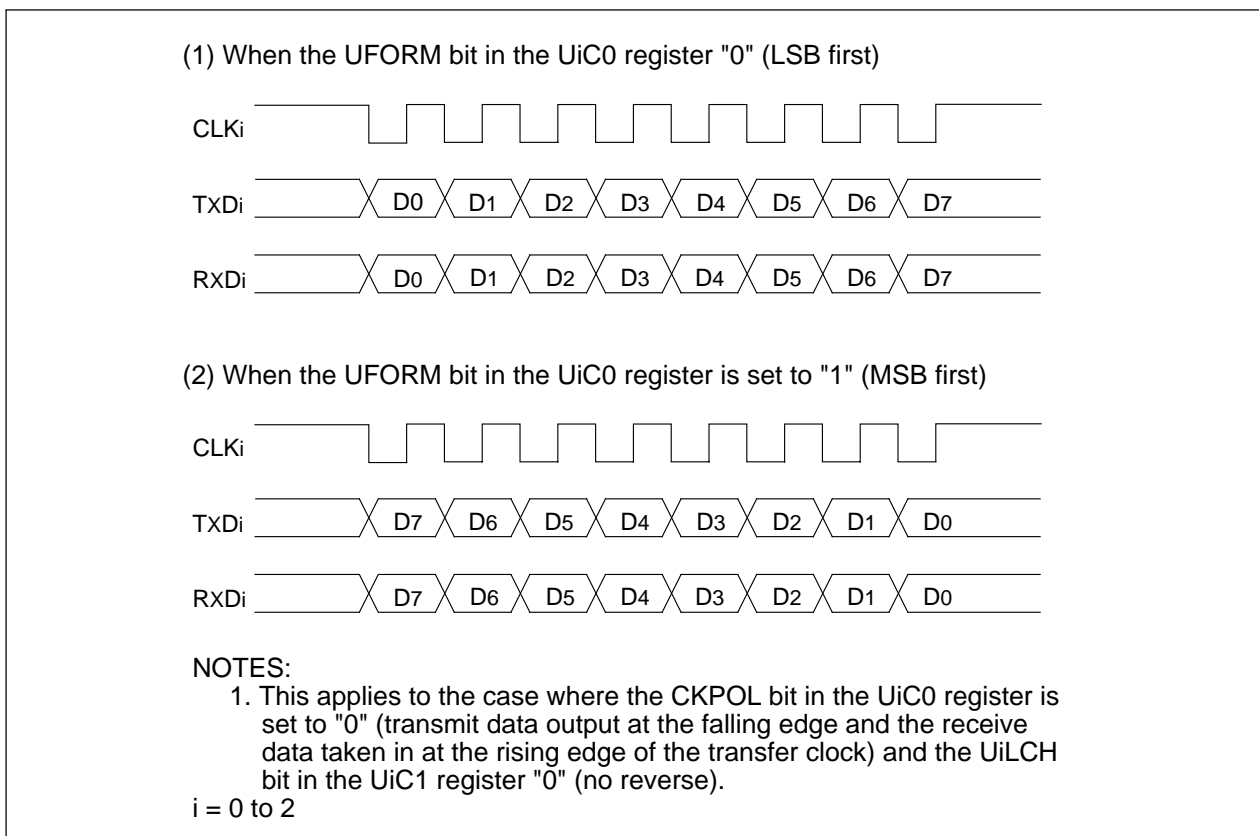 (1) When the UFORM bit in the UiC0 register "0" (LSB first)
CLKi
TXDi D0 D1 D2 D3 D4 D5 D6 D7
RXDi D0 D1 D2 D3 D4 D5 D6 D7
(2) When the UFORM bit in the UiC0 register is set to "1" (MSB first)
CLKi
TXDi D7 D6 D5 D4 D3 D2 D1 D0
RXDi D7 D6 D5 D4 D3 D2 D1 D0
NOTES:
1. This applies to the case where the CKPOL bit in the UiC0 register is
set to "0" (transmit data output at the falling edge and the receive
data taken in at the rising edge of the transfer clock) and the UiLCH
bit in the UiC1 register "0" (no reverse).
i = 0 to 2